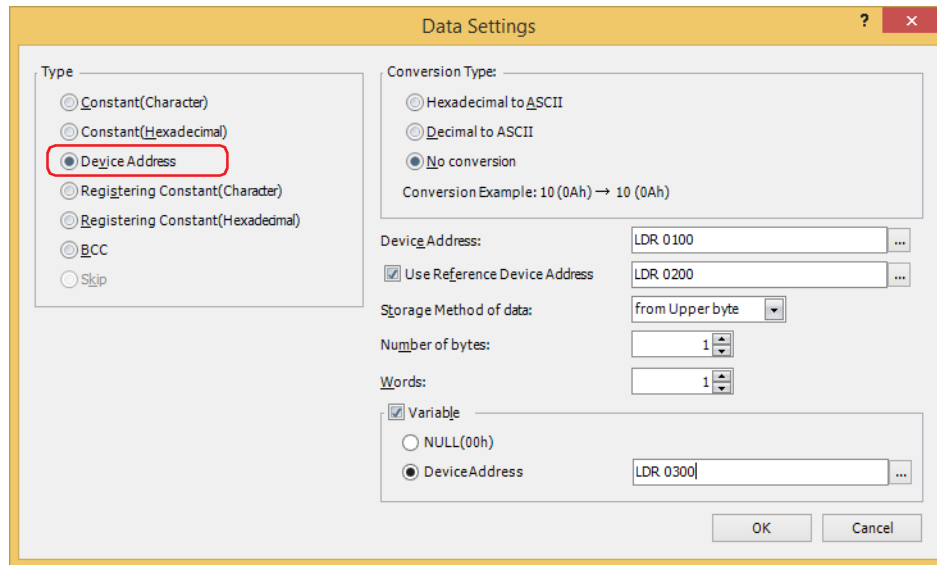 Data Settings
? ×
Type
Constant(Character)
Constant(Hexadecimal)
Device Address
Registering Constant(Character)
Registering Constant(Hexadecimal)
BCC
Skip
Conversion Type:
Hexadecimal to ASCII
Decimal to ASCII
No conversion
Conversion Example: 10 (0Ah) → 10 (0Ah)
Device Address: LDR 0100 ...
Use Reference Device Address LDR 0200 ...
Storage Method of data: from Upper byte
Number of bytes: 1
Words: 1
Variable
NULL(00h)
DeviceAddress LDR 0300 ...
OK Cancel